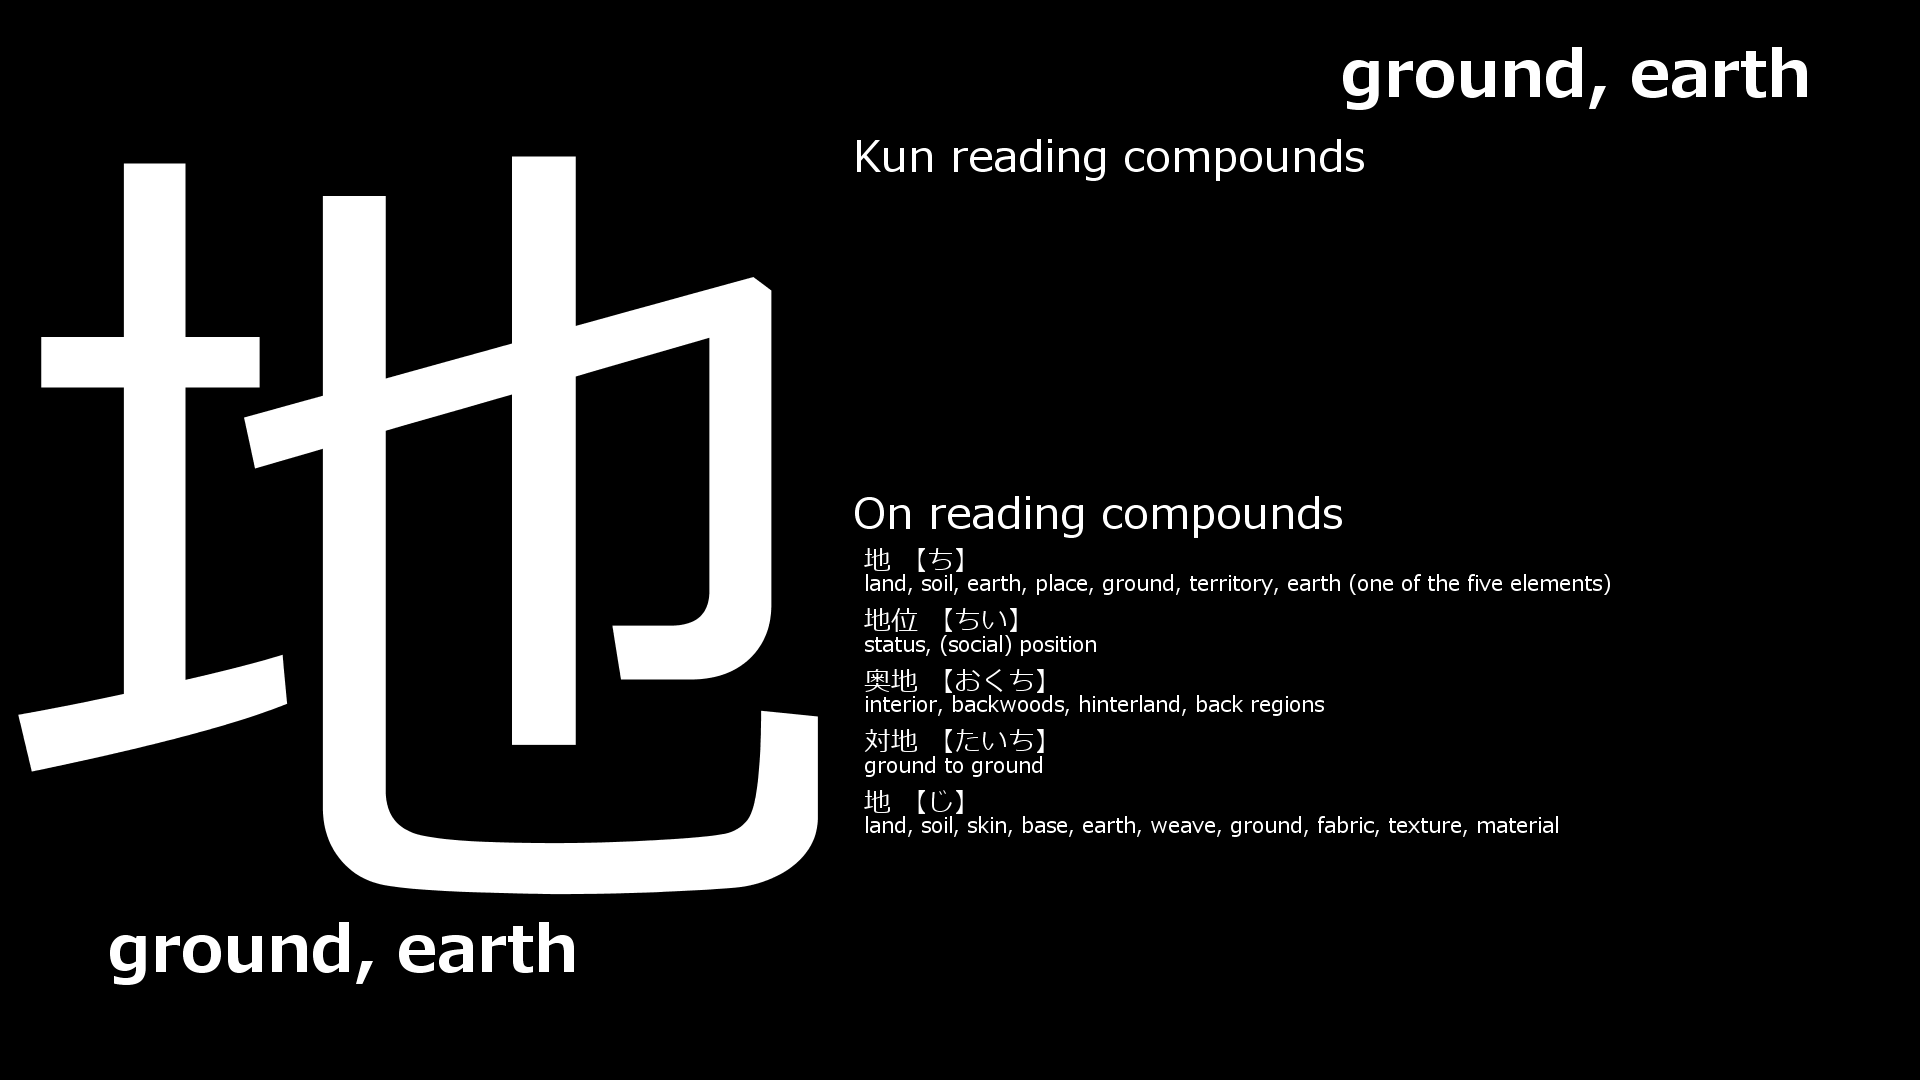 地
ground, earth
ground, earth
Kun reading compounds
On reading compounds
地 【ち】
land, soil, earth, place, ground, territory, earth (one of the five elements)
地位 【ちい】
status, (social) position
奥地 【おくち】
interior, backwoods, hinterland, back regions
対地 【たいち】
ground to ground
地 【じ】
land, soil, skin, base, earth, weave, ground, fabric, texture, material